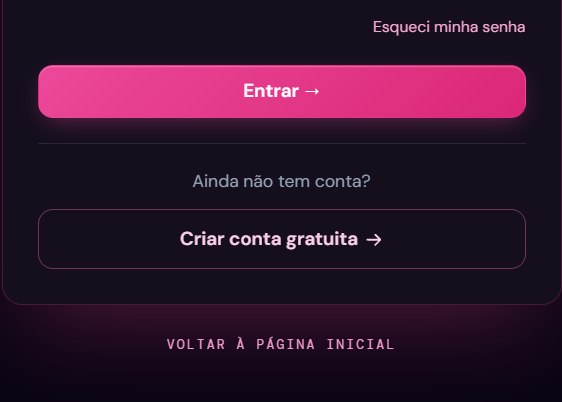 Esqueci minha senha
Entrar →
Ainda não tem conta?
Criar conta gratuita →
VOLTAR À PÁGINA INICIAL